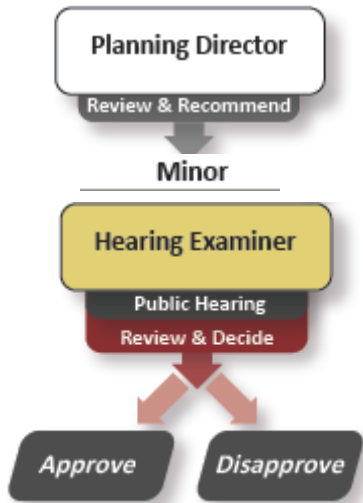 Planning Director
Review & Recommend
Minor
Hearing Examiner
Public Hearing
Review & Decide
Approve
Disapprove